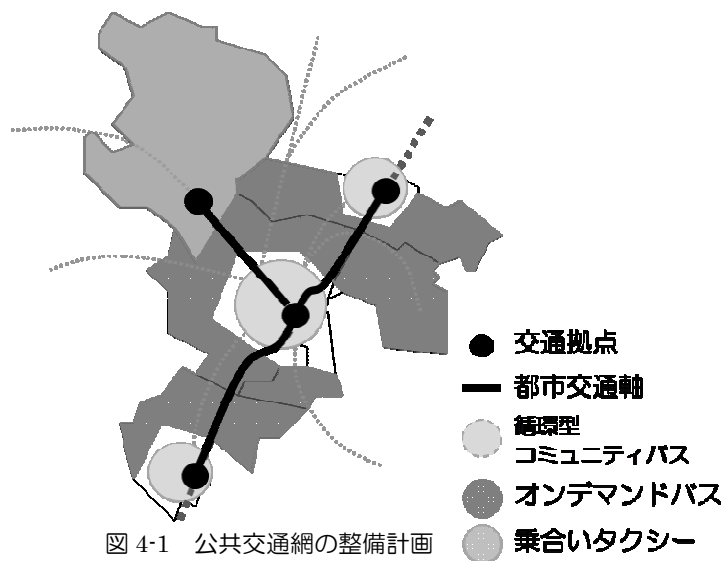 交通拠点
都市交通軸
循環型
コミュニティバス
オンデマンドバス
乗合いタクシー
図 4-1 公共交通網の整備計画